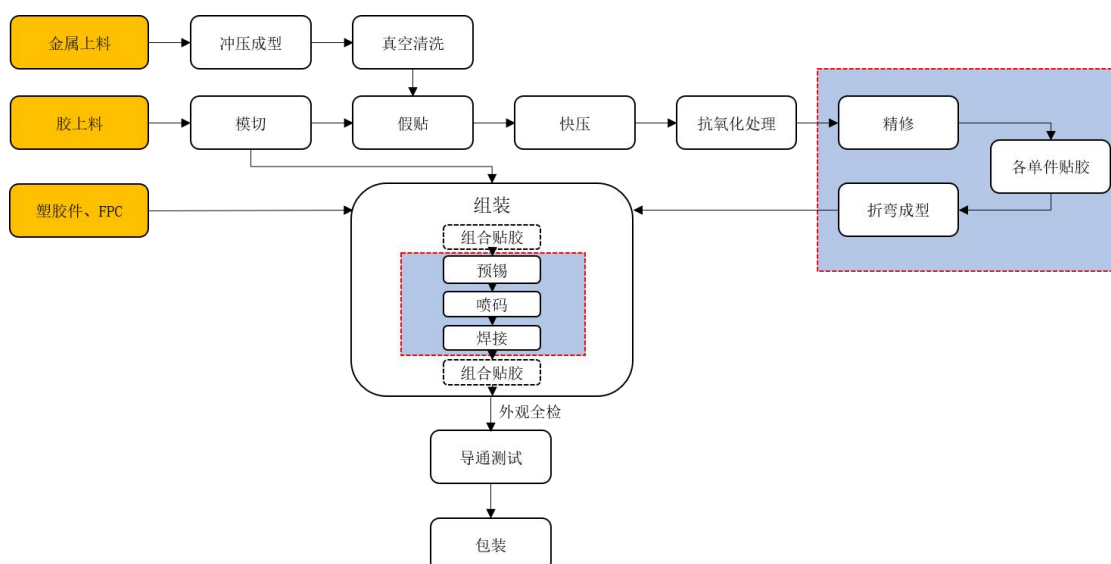 金属上料
冲压成型
真空清洗
胶上料
模切
假贴
快压
抗氧化处理
精修
各单件贴胶
折弯成型
塑胶件、FPC
组装
组合贴胶
预锡
喷码
焊接
组合贴胶
外观全检
导通测试
包装